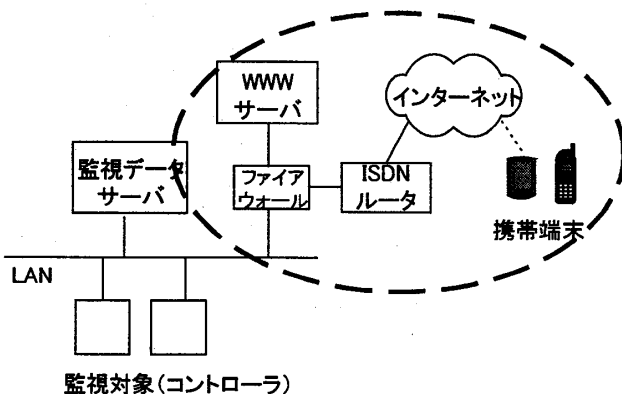 WWW
サーバ
インターネット
監視データ
サーバ
ファイア
ウォール
ISDN
ルータ
携帯端末
LAN
監視対象(コントローラ)